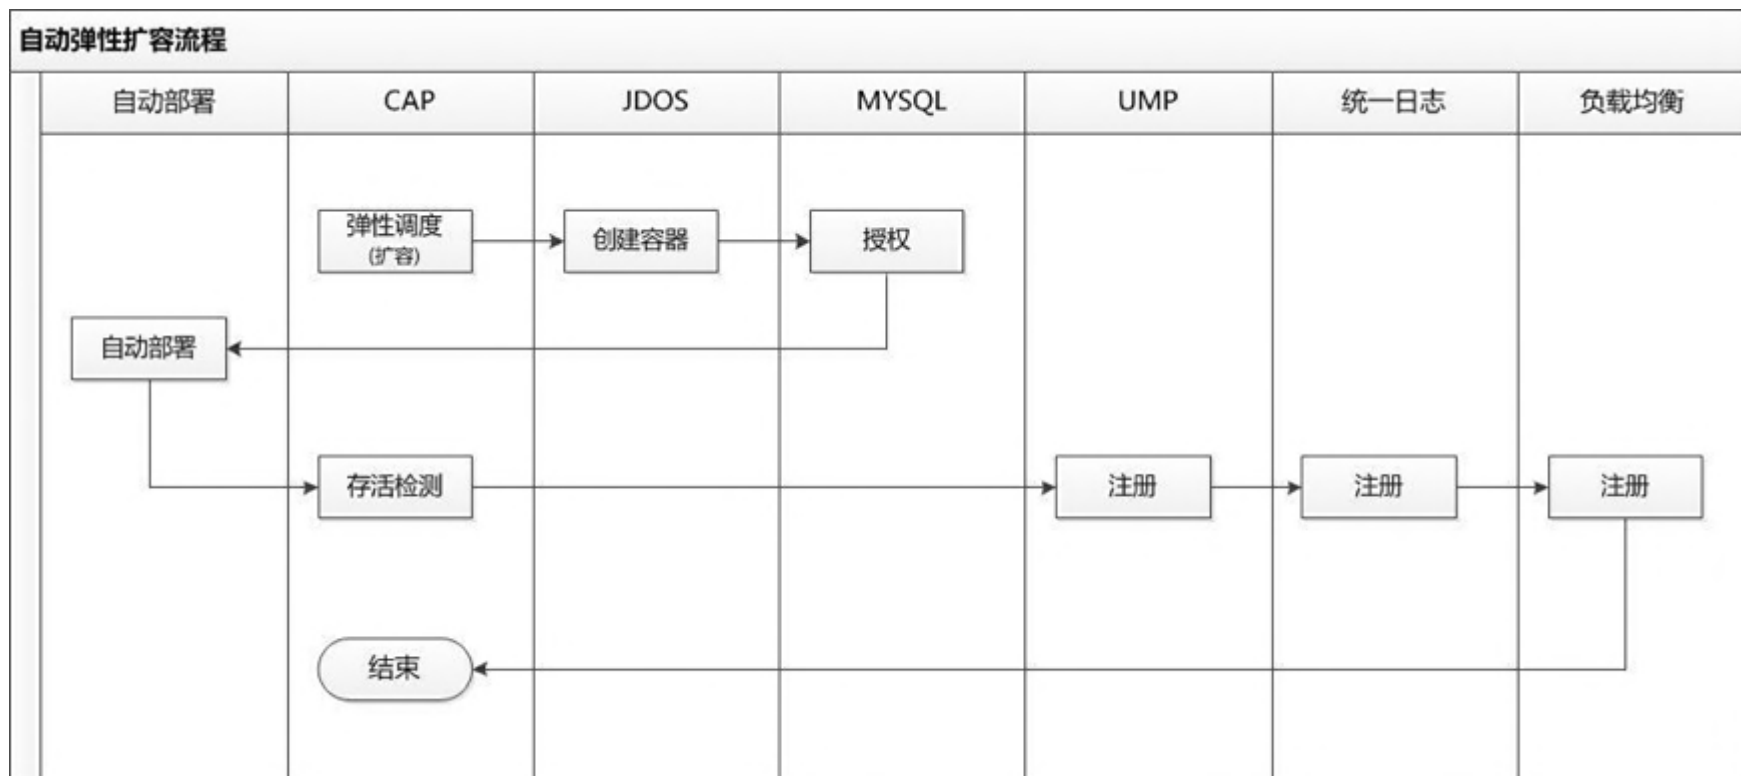 自动弹性扩容流程
自动部署
CAP
JDOS
MYSQL
UMP
统一日志
负载均衡
弹性调度
(扩容)
创建容器
授权
自动部署
存活检测
注册
注册
注册
结束